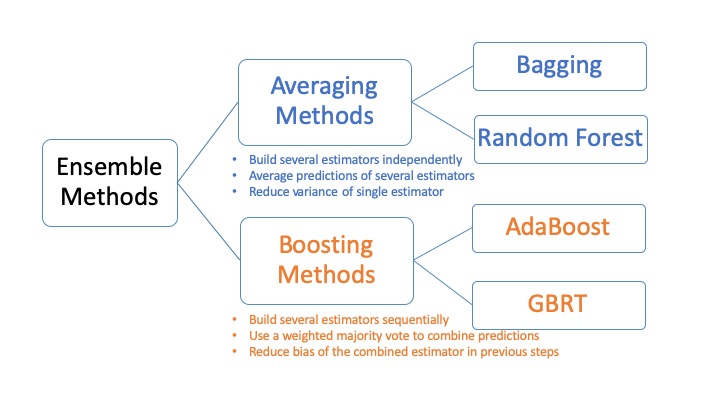 Ensemble
Methods
Averaging
Methods
• Build several estimators independently
• Average predictions of several estimators
• Reduce variance of single estimator
Bagging
Random Forest
Boosting
Methods
• Build several estimators sequentially
• Use a weighted majority vote to combine predictions
• Reduce bias of the combined estimator in previous steps
AdaBoost
GBRT